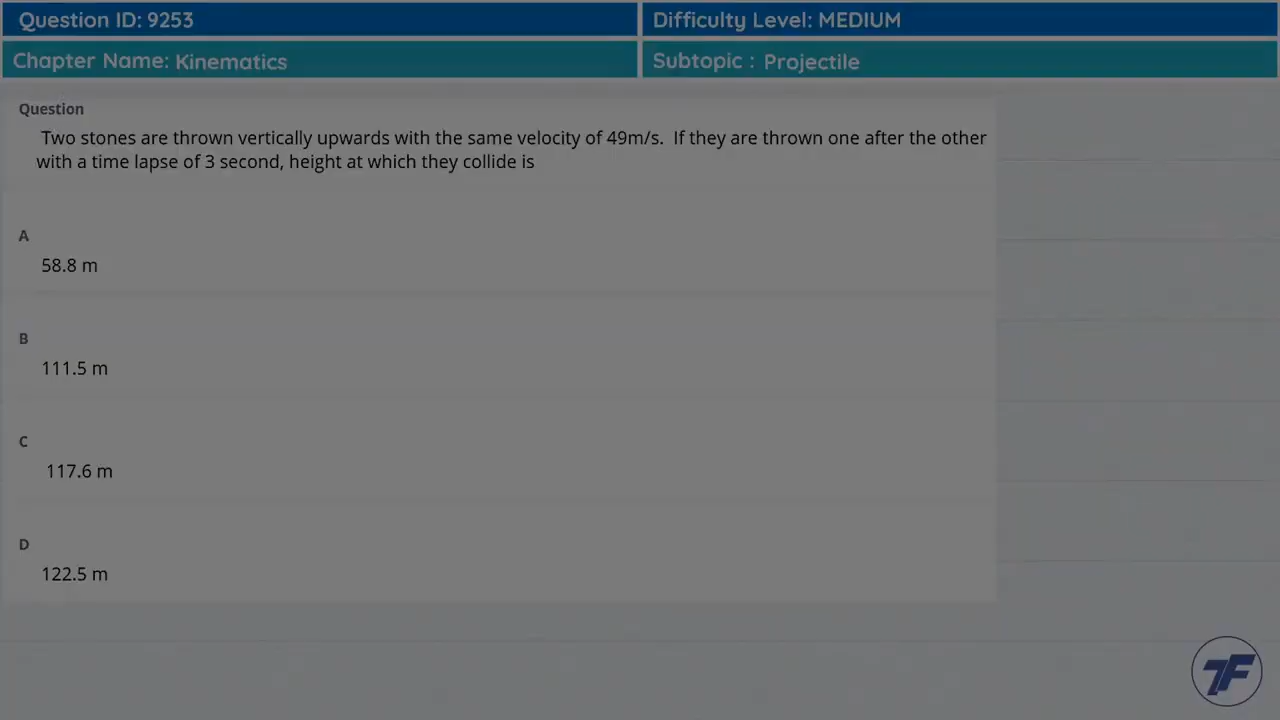 Question ID: 9253
Difficulty Level: MEDIUM
Chapter Name: Kinematics
Subtopic : Projectile
Question
Two stones are thrown vertically upwards with the same velocity of 49m/s. If they are thrown one after the other
with a time lapse of 3 second, height at which they collide is
A
58.8 m
B
111.5 m
C
117.6 m
D
122.5 m